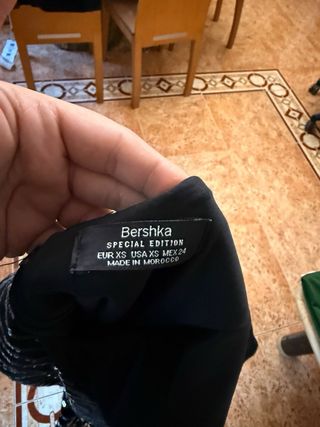 Bershka
SPECIAL EDITION
EUR XS USA XS MEX 24
MADE IN MOROCCO